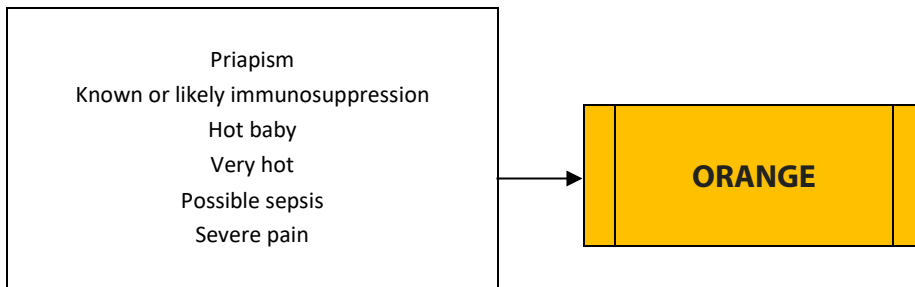 Priapism
Known or likely immunosuppression
Hot baby
Very hot
Possible sepsis
Severe pain
ORANGE